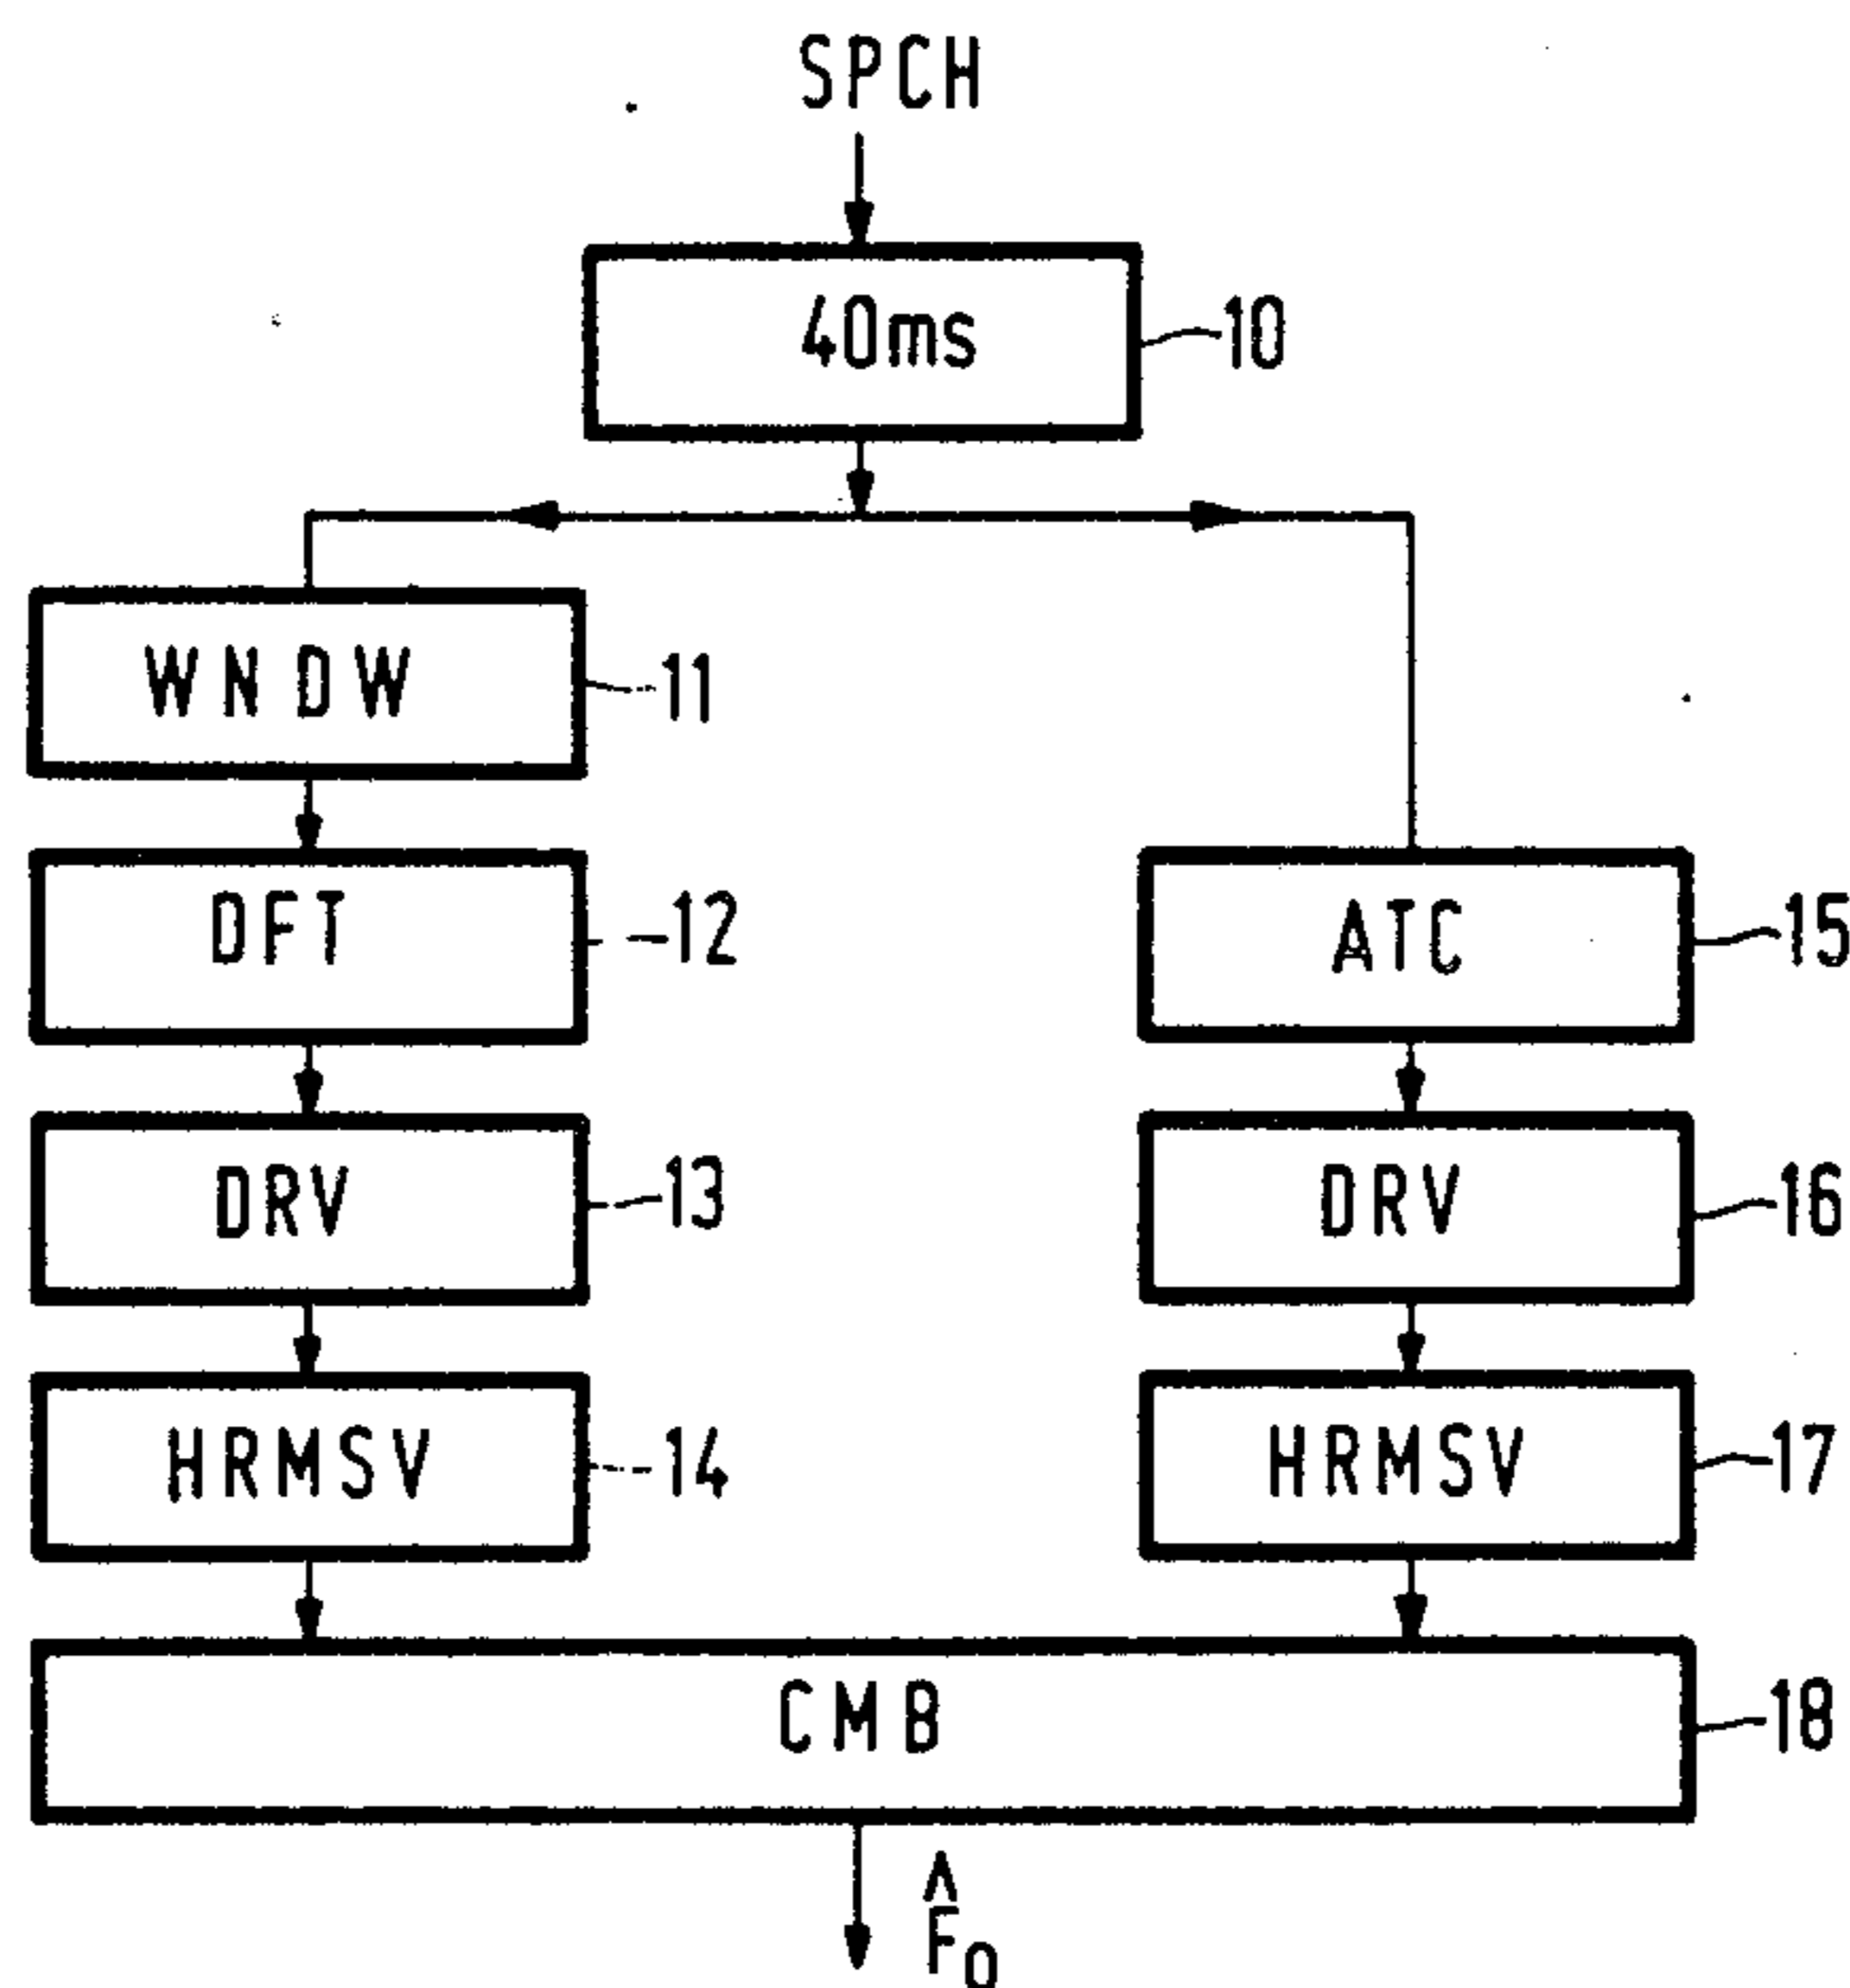 SPCH
40ms 10
WNDW 11
DFT 12
ATC 15
DRV 13
DRV 16
HRMSV 14
HRMSV 17
CMB 18
F̂₀